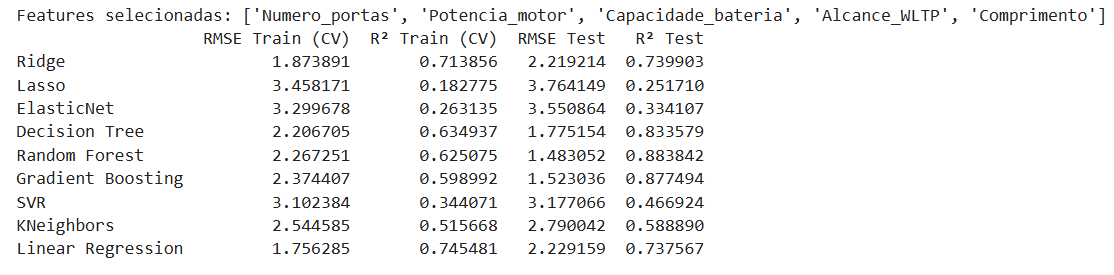 Features selecionadas: ['Numero_portas', 'Potencia_motor', 'Capacidade_bateria', 'Alcance_WLTP', 'Comprimento']
RMSE Train (CV) R² Train (CV) RMSE Test R² Test
Ridge 1.873891 0.713856 2.219214 0.739903
Lasso 3.458171 0.182775 3.764149 0.251710
ElasticNet 3.299678 0.263135 3.550864 0.334107
Decision Tree 2.206705 0.634937 1.775154 0.833579
Random Forest 2.267251 0.625075 1.483052 0.883842
Gradient Boosting 2.374407 0.598992 1.523036 0.877494
SVR 3.102384 0.344071 3.177066 0.466924
KNeighbors 2.544585 0.515668 2.790042 0.588890
Linear Regression 1.756285 0.745481 2.229159 0.737567